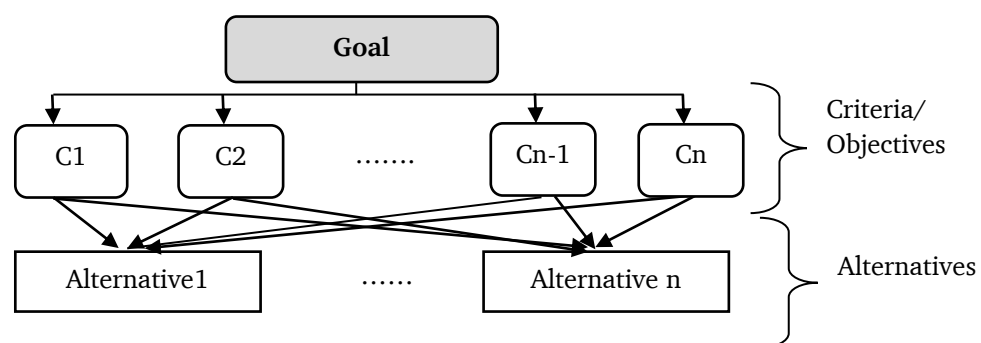 Goal
Criteria/
Objectives
C1
C2
.......
Cn-1
Cn
Alternatives
Alternative1
......
Alternative n